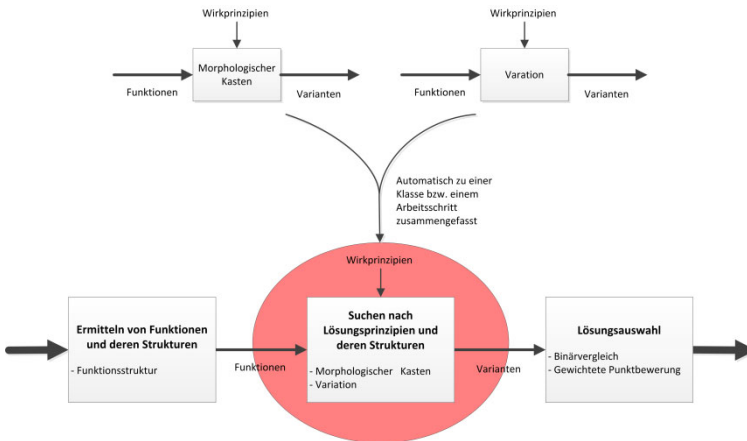 Wirkprinzipien
Wirkprinzipien
Morphologischer
Kasten
Funktionen
Varianten
Varation
Funktionen
Varianten
Automatisch zu einer
Klasse bzw. einem
Arbeitsschritt
zusammengefasst
Wirkprinzipien
Ermitteln von Funktionen
und deren Strukturen
- Funktionsstruktur
Funktionen
Suchen nach
Lösungsprinzipien und
deren Strukturen
- Morphologischer Kasten
- Variation
Varianten
Lösungsauswahl
- Binärvergleich
- Gewichtete Punktbewerung